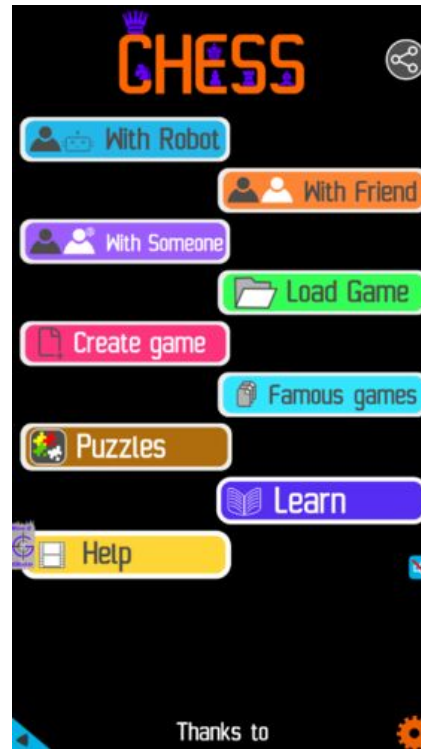 CHESS
With Robot
With Friend
With Someone
Load Game
Create game
Famous games
Puzzles
Learn
Help
Thanks to